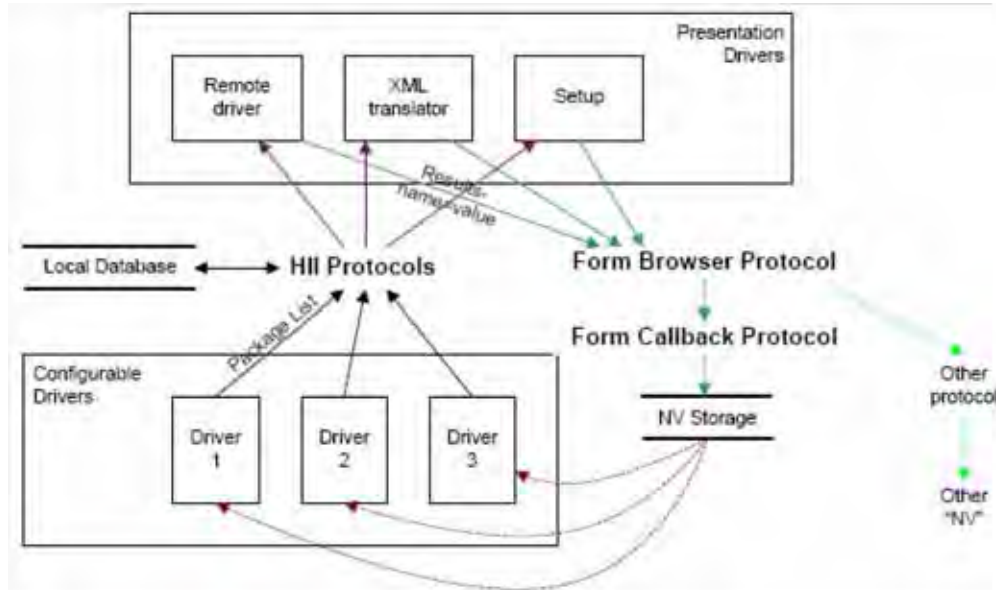 Presentation
Drivers
Remote
driver
XML
translator
Setup
Results-
name=value
Local Database
HII Protocols
Form Browser Protocol
Package List
Form Callback Protocol
Configurable
Drivers
Other
protocol
Driver
1
Driver
2
Driver
3
NV Storage
Other
"NV"